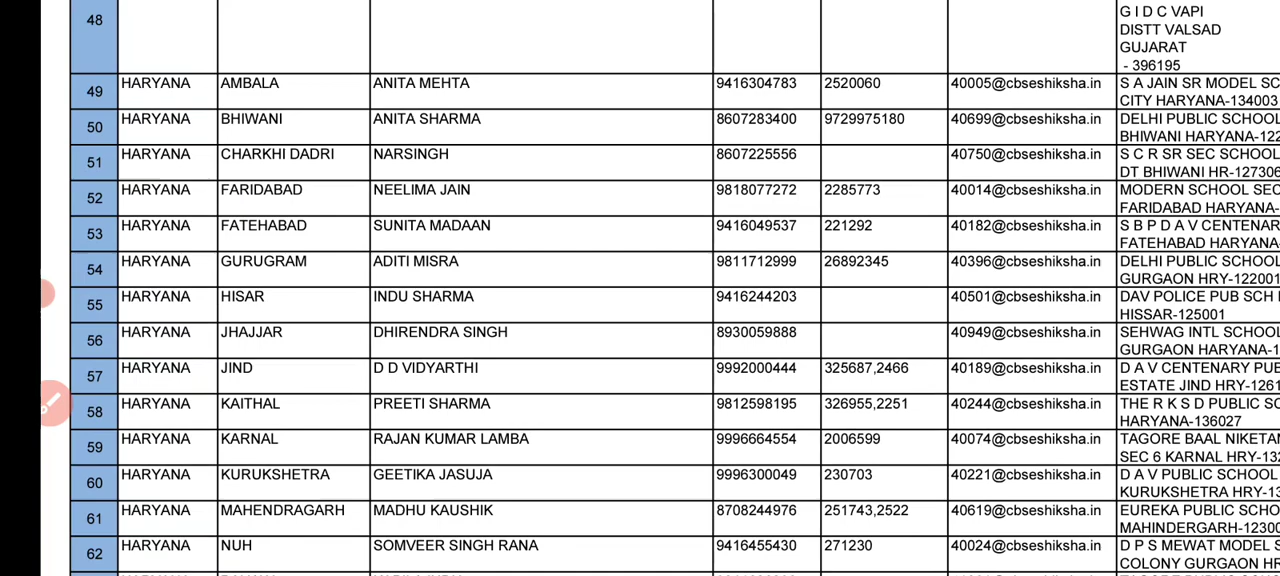 48 G I D C VAPI
DISTT VALSAD
GUJARAT
- 396195
49 HARYANA AMBALA ANITA MEHTA 9416304783 2520060 40005@cbseshiksha.in S A JAIN SR MODEL SC
CITY HARYANA-134003
50 HARYANA BHIWANI ANITA SHARMA 8607283400 9729975180 40699@cbseshiksha.in DELHI PUBLIC SCHOOL
BHIWANI HARYANA-122
51 HARYANA CHARKHI DADRI NARSINGH 8607225556 40750@cbseshiksha.in S C R SR SEC SCHOOL
DT BHIWANI HR-127306
52 HARYANA FARIDABAD NEELIMA JAIN 9818077272 2285773 40014@cbseshiksha.in MODERN SCHOOL SEC
FARIDABAD HARYANA-
53 HARYANA FATEHABAD SUNITA MADAAN 9416049537 221292 40182@cbseshiksha.in S B P D A V CENTENAR
FATEHABAD HARYANA
54 HARYANA GURUGRAM ADITI MISRA 9811712999 26892345 40396@cbseshiksha.in DELHI PUBLIC SCHOOL
GURGAON HRY-122001
55 HARYANA HISAR INDU SHARMA 9416244203 40501@cbseshiksha.in DAV POLICE PUB SCH
HISSAR-125001
56 HARYANA JHAJJAR DHIRENDRA SINGH 8930059888 40949@cbseshiksha.in SEHWAG INTL SCHOOL
GURGAON HARYANA-1
57 HARYANA JIND D D VIDYARTHI 9992000444 325687,2466 40189@cbseshiksha.in D A V CENTENARY PUB
ESTATE JIND HRY-1261
58 HARYANA KAITHAL PREETI SHARMA 9812598195 326955,2251 40244@cbseshiksha.in THE R K S D PUBLIC SC
HARYANA-136027
59 HARYANA KARNAL RAJAN KUMAR LAMBA 9996664554 2006599 40074@cbseshiksha.in TAGORE BAAL NIKETAN
SEC 6 KARNAL HRY-132
60 HARYANA KURUKSHETRA GEETIKA JASUJA 9996300049 230703 40221@cbseshiksha.in D A V PUBLIC SCHOOL
KURUKSHETRA HRY-13
61 HARYANA MAHENDRAGARH MADHU KAUSHIK 8708244976 251743,2522 40619@cbseshiksha.in EUREKA PUBLIC SCHO
MAHINDERGARH-12300
62 HARYANA NUH SOMVEER SINGH RANA 9416455430 271230 40024@cbseshiksha.in D P S MEWAT MODEL S
COLONY GURGAON HR